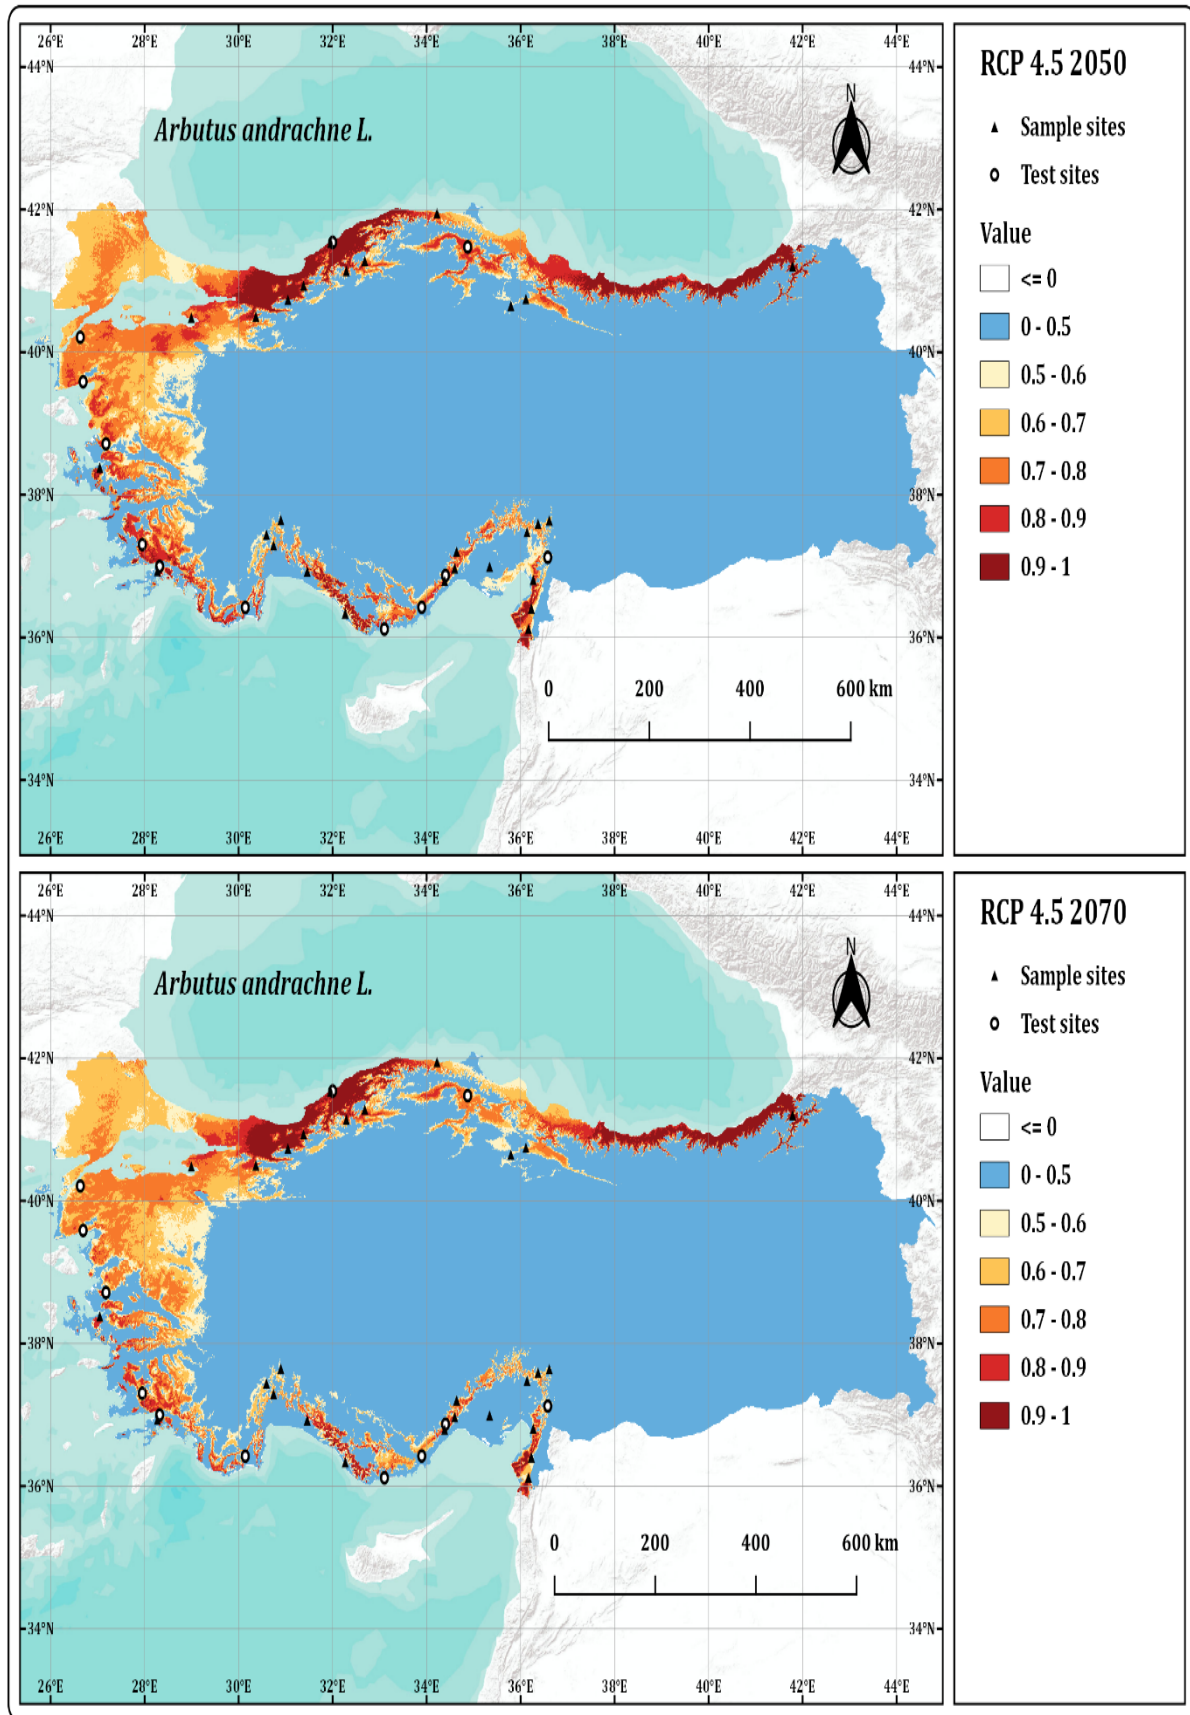 26°E 28°E 30°E 32°E 34°E 36°E 38°E 40°E 42°E 44°E
44°N 44°N
Arbutus andrachne L.
N
42°N 42°N
40°N 40°N
38°N 38°N
36°N 36°N
0 200 400 600 km
34°N 34°N
26°E 28°E 30°E 32°E 34°E 36°E 38°E 40°E 42°E 44°E
RCP 4.5 2050
Sample sites
Test sites
Value
<= 0
0 - 0.5
0.5 - 0.6
0.6 - 0.7
0.7 - 0.8
0.8 - 0.9
0.9 - 1
26°E 28°E 30°E 32°E 34°E 36°E 38°E 40°E 42°E 44°E
44°N 44°N
Arbutus andrachne L.
N
42°N 42°N
40°N 40°N
38°N 38°N
36°N 36°N
0 200 400 600 km
34°N 34°N
26°E 28°E 30°E 32°E 34°E 36°E 38°E 40°E 42°E 44°E
RCP 4.5 2070
Sample sites
Test sites
Value
<= 0
0 - 0.5
0.5 - 0.6
0.6 - 0.7
0.7 - 0.8
0.8 - 0.9
0.9 - 1